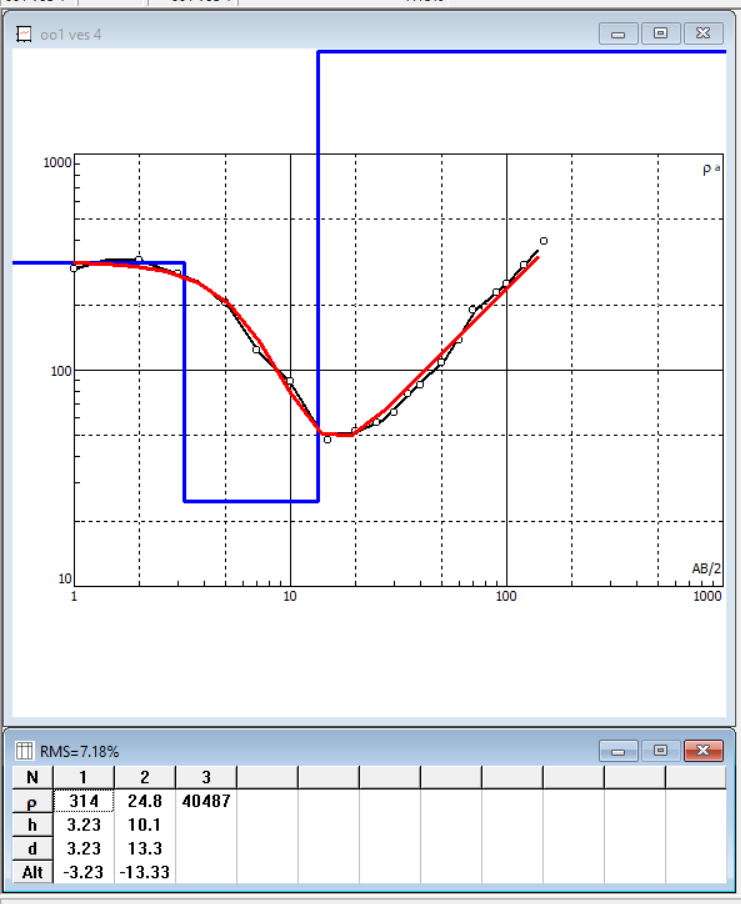 oo1 ves 4
1000
ρ a
100
10
AB/2
1 10 100 1000
RMS=7.18%
N 1 2 3
ρ 314 24.8 40487
h 3.23 10.1
d 3.23 13.3
Alt -3.23 -13.33